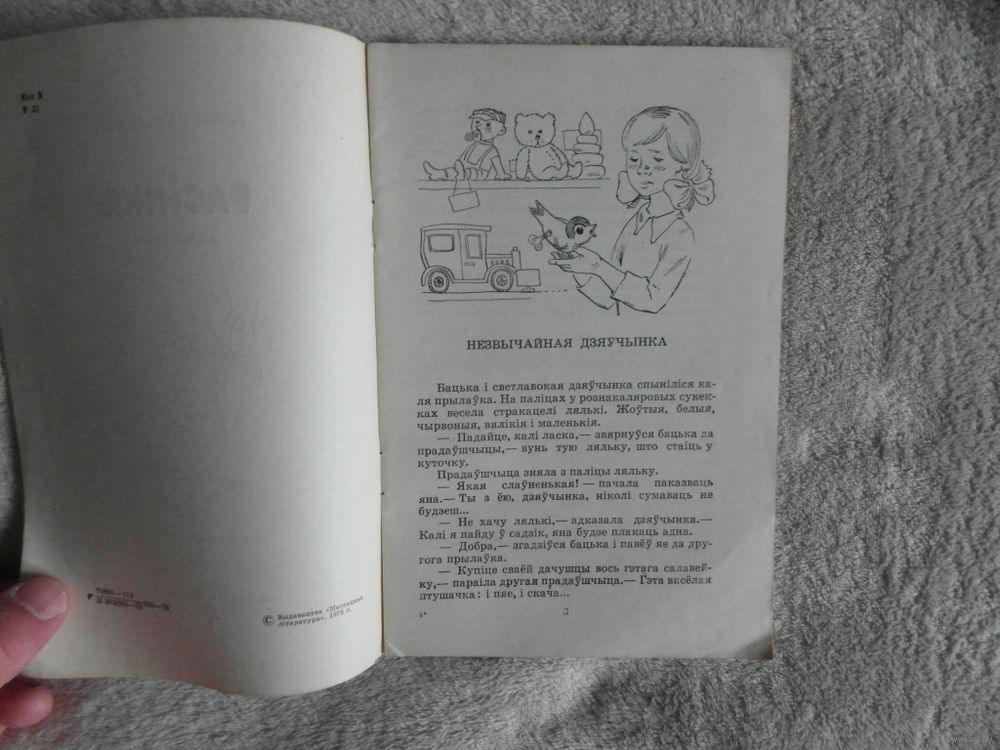 Бел 2
Р 25
© Выдавецтва «Мастацкая
літаратура», 1976 г.
НЕЗВЫЧАЙНАЯ ДЗЯЎЧЫНКА
Бацька і светлавокая дзяўчынка спыніліся ка-
ля прылаўка. На паліцах у рознакаляровых сукен-
ках весела стракацелі лялькі. Жоўтыя, белыя,
чырвоныя, вялікія і маленькія.
— Падайце, калі ласка,— звярнуўся бацька да
прадаўшчыцы,— вунь тую ляльку, што стаіць у
куточку.
Прадаўшчыца зняла з паліцы ляльку.
— Якая слаўненькая! — пачала паказваць
яна.— Ты з ёю, дзяўчынка, ніколі сумаваць не
будзеш...
— Не хачу лялькі,— адказала дзяўчынка.—
Калі я пайду ў садзік, яна будзе плакаць адна.
— Добра,— згадзіўся бацька і павёў яе да дру-
гога прылаўка.
— Купіце сваёй дачушцы вось гэтага салавей-
ку,— параіла другая прадаўшчыца.— Гэта вясёлая
птушачка: і пяе, і скача...
3